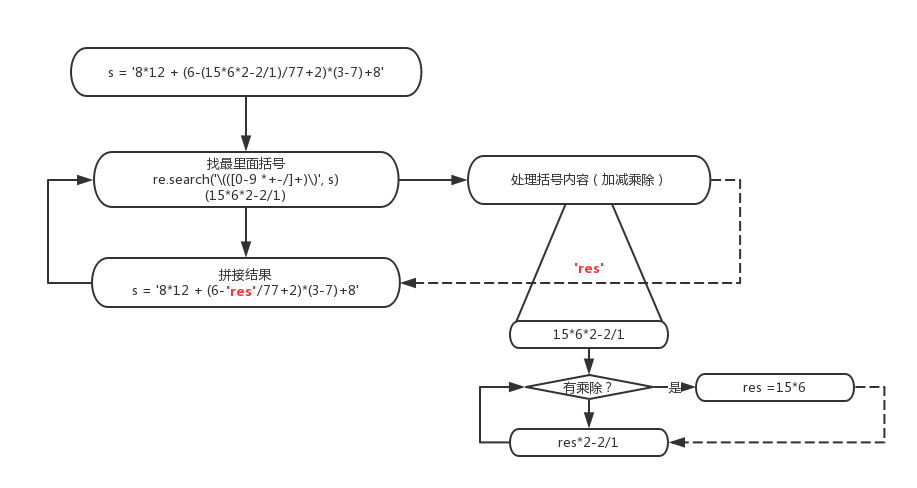 s = '8*12 + (6-(15*6*2-2/1)/77+2)*(3-7)+8'
找最里面括号
re.search('\(([0-9 *+-/]+)\)', s)
(15*6*2-2/1)
处理括号内容（加减乘除）
拼接结果
s = '8*12 + (6-'res'/77+2)*(3-7)+8'
'res'
15*6*2-2/1
有乘除？
是
res =15*6
res*2-2/1